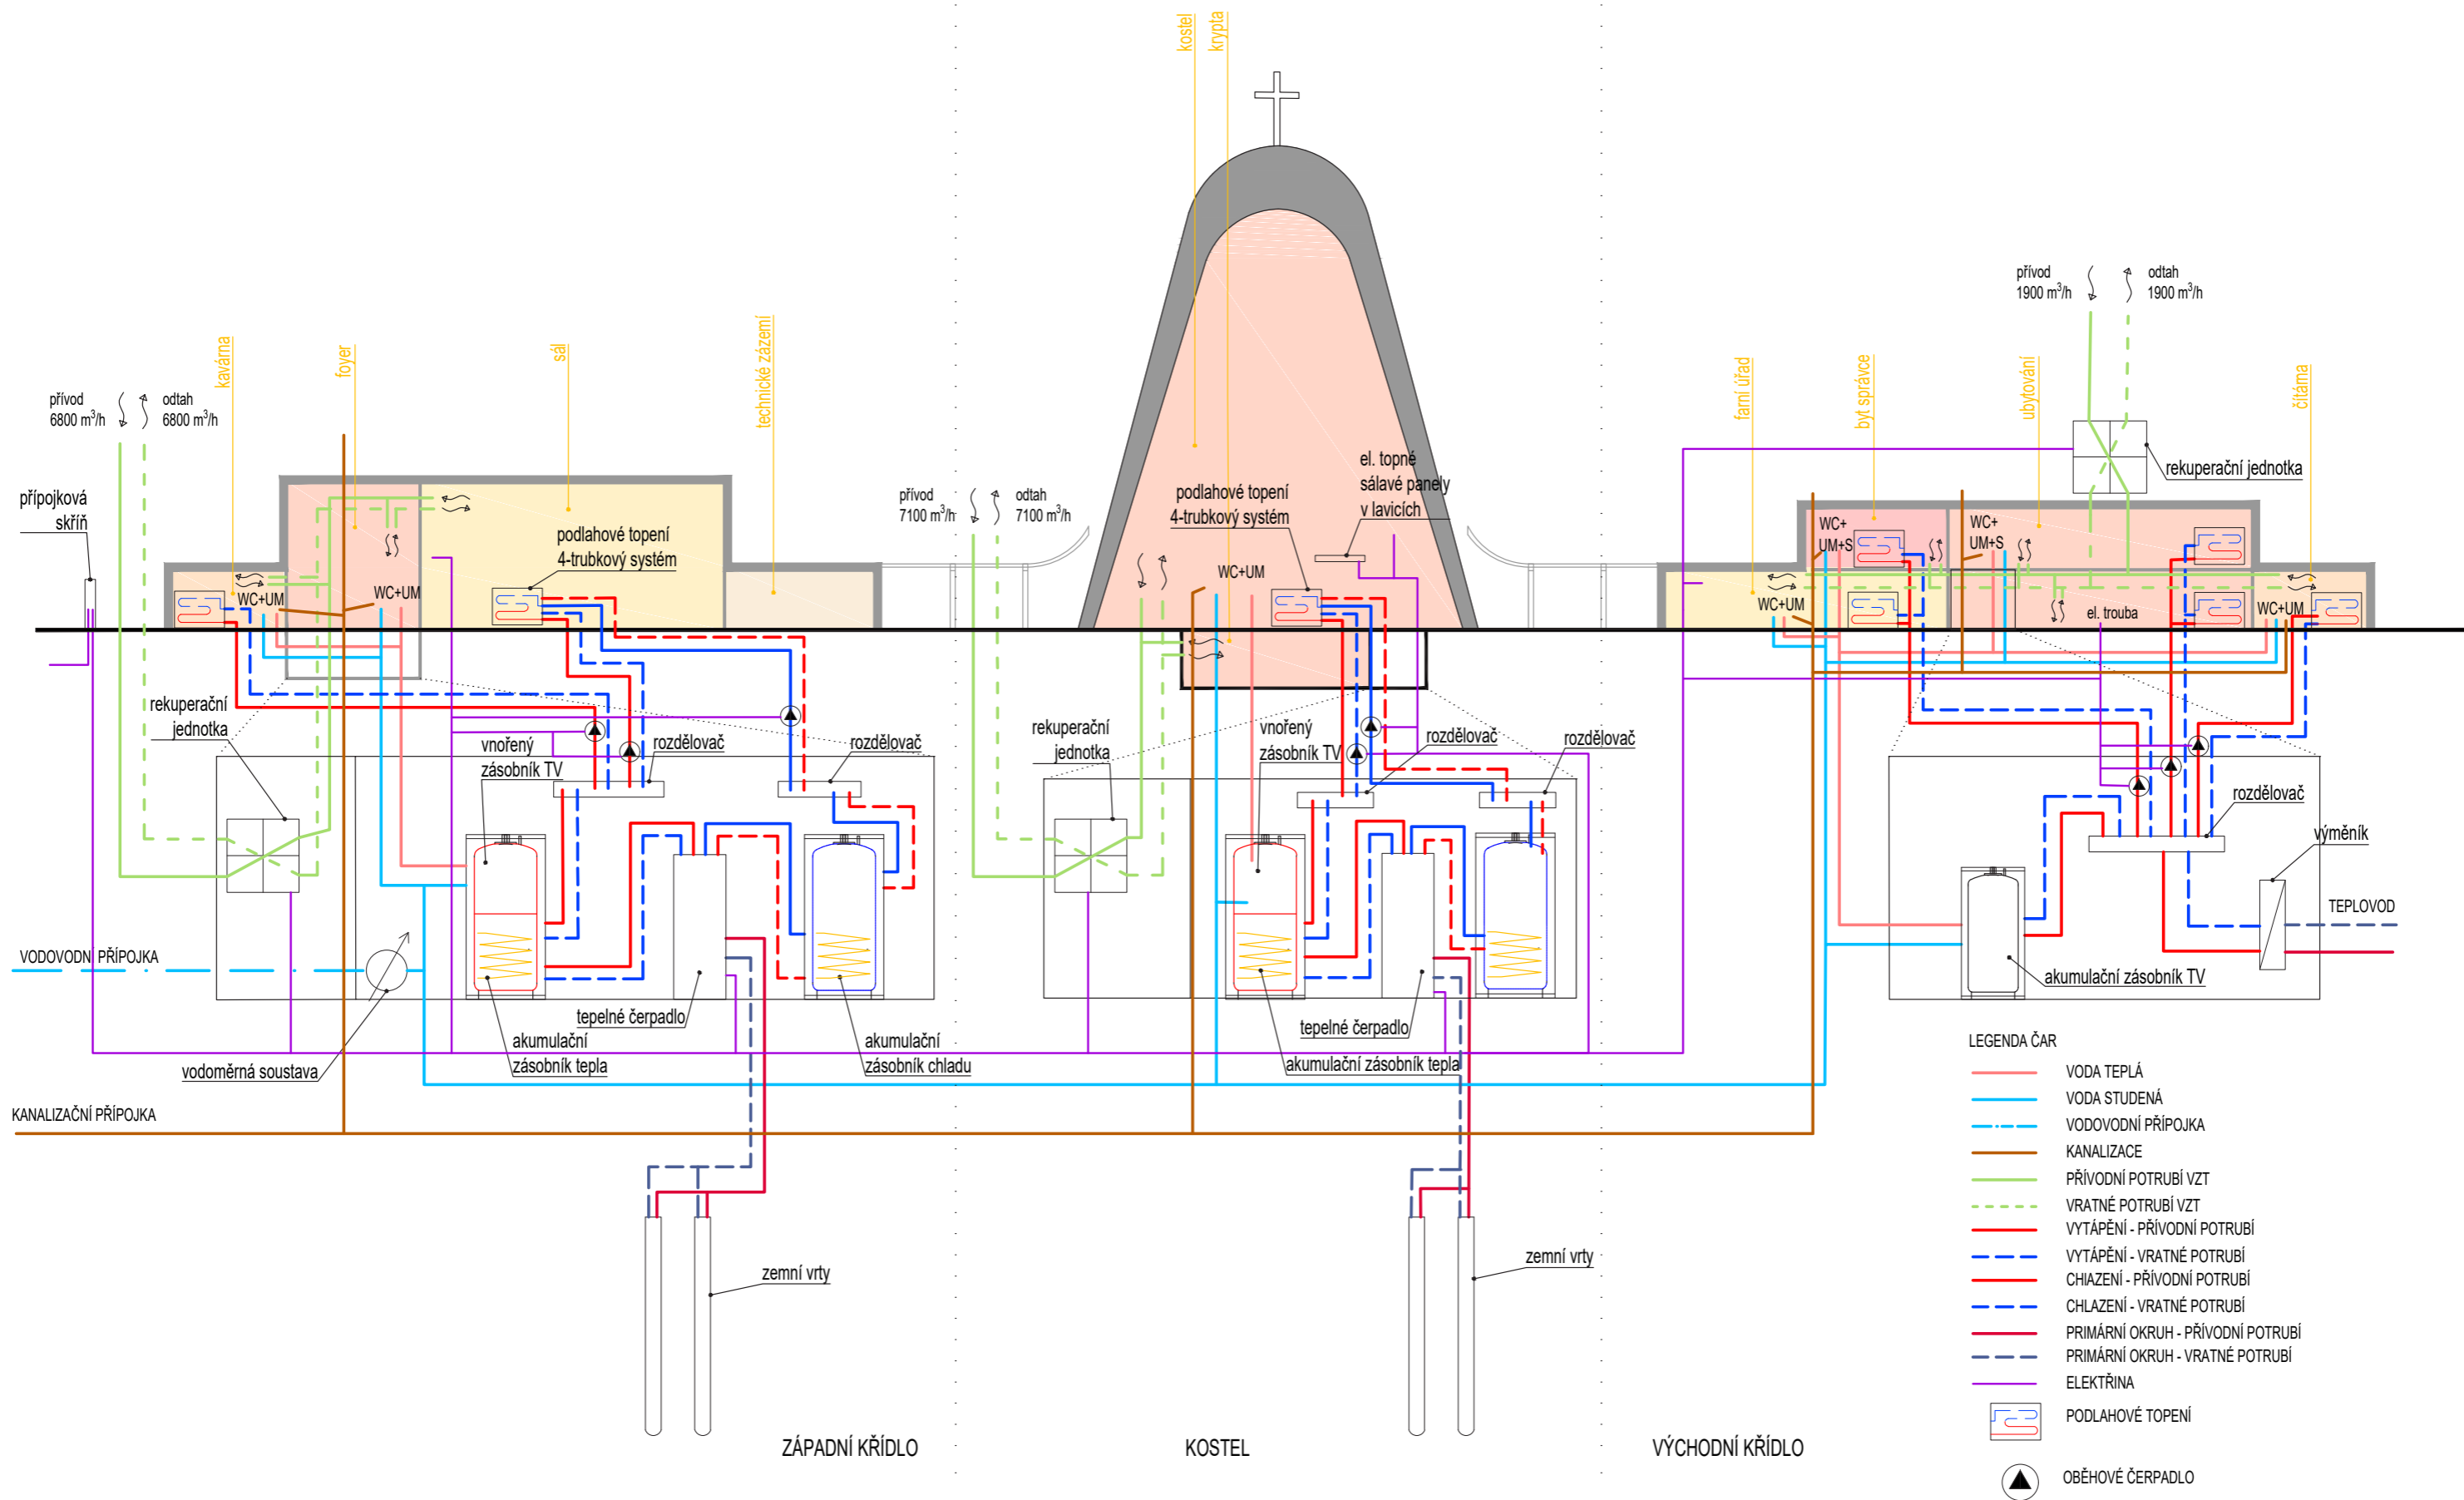 kostel
krypta
kavárna
foyer
sál
technické zázemí
farní úřad
byt správce
ubytování
čítárna
přívod
6800 m³/h
odtah
6800 m³/h
přívod
7100 m³/h
odtah
7100 m³/h
přívod
1900 m³/h
odtah
1900 m³/h
přípojková
skříň
podlahové topení
4-trubkový systém
WC+UM
WC+UM
podlahové topení
4-trubkový systém
el. topné
sálavé panely
v lavicích
WC+UM
rekuperační jednotka
WC+
UM+S
WC+
UM+S
WC+UM
el. trouba
WC+UM
rekuperační
jednotka
vnořený
zásobník TV
rozdělovač
rozdělovač
rekuperační
jednotka
vnořený
zásobník TV
rozdělovač
rozdělovač
rozdělovač
výměník
TEPLOVOD
akumulační zásobník TV
VODOVODNÍ PŘÍPOJKA
vodoměrná soustava
akumulační
zásobník tepla
tepelné čerpadlo
akumulační
zásobník chladu
tepelné čerpadlo
akumulační zásobník tepla
KANALIZAČNÍ PŘÍPOJKA
zemní vrty
zemní vrty
ZÁPADNÍ KŘÍDLO
KOSTEL
VÝCHODNÍ KŘÍDLO
LEGENDA ČAR
VODA TEPLÁ
VODA STUDENÁ
VODOVODNÍ PŘÍPOJKA
KANALIZACE
PŘÍVODNÍ POTRUBÍ VZT
VRATNÉ POTRUBÍ VZT
VYTÁPĚNÍ - PŘÍVODNÍ POTRUBÍ
VYTÁPĚNÍ - VRATNÉ POTRUBÍ
CHlAZENÍ - PŘÍVODNÍ POTRUBÍ
CHLAZENÍ - VRATNÉ POTRUBÍ
PRIMÁRNÍ OKRUH - PŘÍVODNÍ POTRUBÍ
PRIMÁRNÍ OKRUH - VRATNÉ POTRUBÍ
ELEKTŘINA
PODLAHOVÉ TOPENÍ
OBĚHOVÉ ČERPADLO